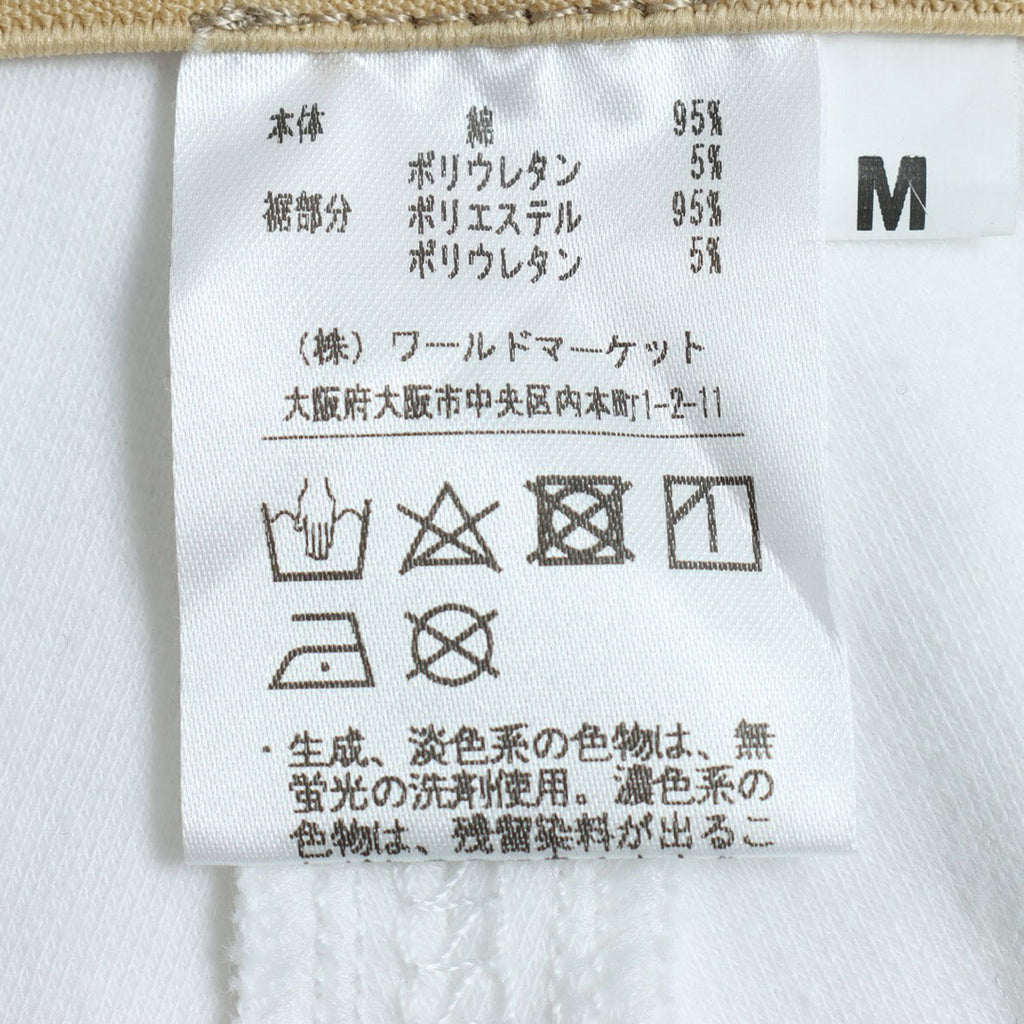 本体 綿 95%
ポリウレタン 5%
裾部分 ポリエステル 95%
ポリウレタン 5%
M
(株) ワールドマーケット
大阪府大阪市中央区内本町1-2-11
・生成、淡色系の色物は、無
蛍光の洗剤使用。濃色系の
色物は、残留染料が出るこ